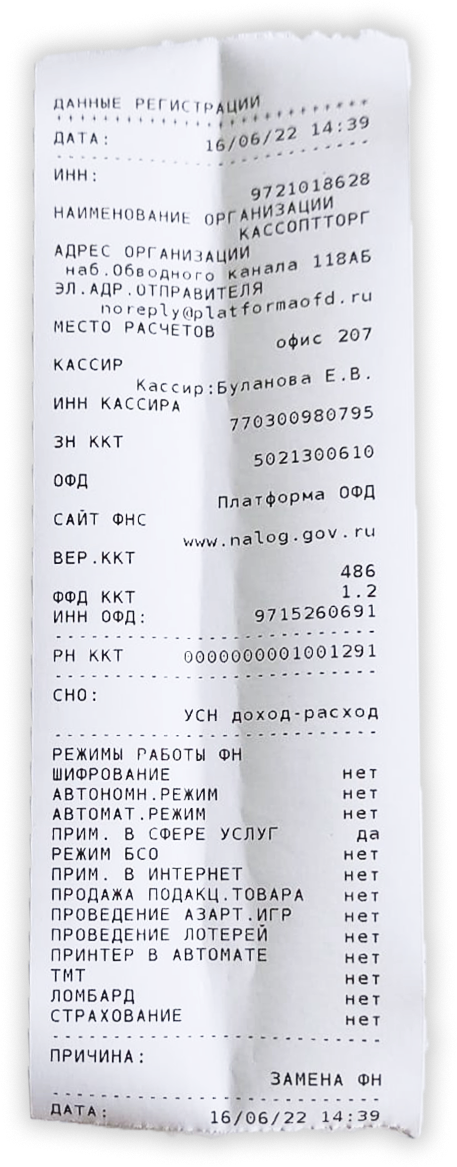 ДАННЫЕ РЕГИСТРАЦИИ
ДАТА: 16/06/22 14:39
ИНН:
9721018628
НАИМЕНОВАНИЕ ОРГАНИЗАЦИИ
КАССОПТТОРГ
АДРЕС ОРГАНИЗАЦИИ
наб.Обводного канала 118АБ
ЭЛ.АДР.ОТПРАВИТЕЛЯ
noreply@platformaofd.ru
МЕСТО РАСЧЕТОВ
офис 207
КАССИР
Кассир:Буланова Е.В.
ИНН КАССИРА
770300980795
ЗН ККТ
5021300610
ОФД
Платформа ОФД
САЙТ ФНС
www.nalog.gov.ru
ВЕР.ККТ
486
ФФД ККТ 1.2
ИНН ОФД: 9715260691
РН ККТ 0000000001001291
СНО:
УСН доход-расход
РЕЖИМЫ РАБОТЫ ФН
ШИФРОВАНИЕ нет
АВТОНОМН.РЕЖИМ нет
АВТОМАТ.РЕЖИМ нет
ПРИМ. В СФЕРЕ УСЛУГ да
РЕЖИМ БСО нет
ПРИМ. В ИНТЕРНЕТ нет
ПРОДАЖА ПОДАКЦ.ТОВАРА нет
ПРОВЕДЕНИЕ АЗАРТ.ИГР нет
ПРОВЕДЕНИЕ ЛОТЕРЕЙ нет
ПРИНТЕР В АВТОМАТЕ нет
ТМТ нет
ЛОМБАРД нет
СТРАХОВАНИЕ нет
ПРИЧИНА:
ЗАМЕНА ФН
ДАТА: 16/06/22 14:39